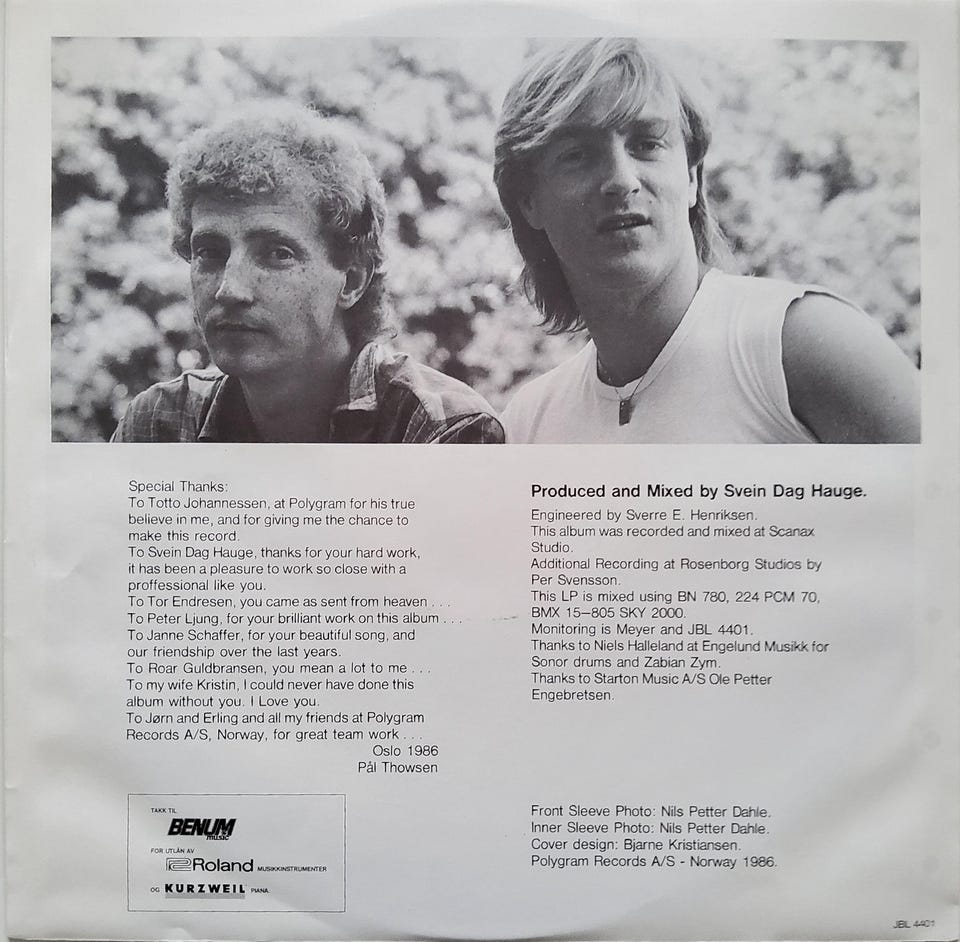 Special Thanks:
To Totto Johannessen, at Polygram for his true
believe in me, and for giving me the chance to
make this record.
To Svein Dag Hauge, thanks for your hard work,
it has been a pleasure to work so close with a
proffessional like you.
To Tor Endresen, you came as sent from heaven . . .
To Peter Ljung, for your brilliant work on this album . . .
To Janne Schaffer, for your beautiful song, and
our friendship over the last years.
To Roar Guldbransen, you mean a lot to me . . .
To my wife Kristin, I could never have done this
album without you. I Love you.
To Jørn and Erling and all my friends at Polygram
Records A/S, Norway, for great team work . . .
Oslo 1986
Pål Thowsen
TAKK TIL
BENUM
music
FOR UTLÅN AV
Roland MUSIKKINSTRUMENTER
OG KURZWEIL PIANA.
Produced and Mixed by Svein Dag Hauge.
Engineered by Sverre E. Henriksen.
This album was recorded and mixed at Scanax
Studio.
Additional Recording at Rosenborg Studios by
Per Svensson.
This LP is mixed using BN 780, 224 PCM 70,
BMX 15–805 SKY 2000.
Monitoring is Meyer and JBL 4401.
Thanks to Niels Halleland at Engelund Musikk for
Sonor drums and Zabian Zym.
Thanks to Starton Music A/S Ole Petter
Engebretsen.
Front Sleeve Photo: Nils Petter Dahle.
Inner Sleeve Photo: Nils Petter Dahle.
Cover design: Bjarne Kristiansen.
Polygram Records A/S - Norway 1986.
JBL 4401